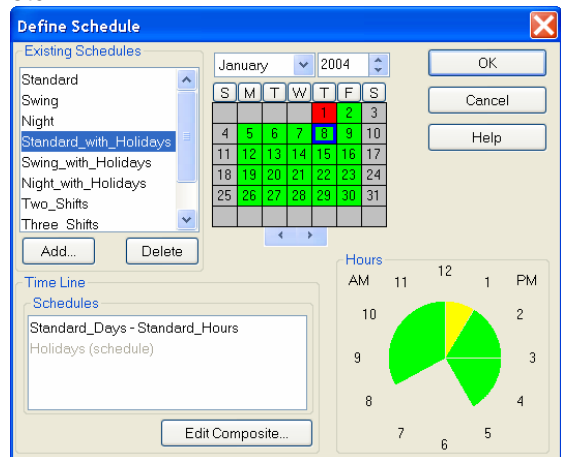 Define Schedule
Existing Schedules
Standard
Swing
Night
Standard_with_Holidays
Swing_with_Holidays
Night_with_Holidays
Two_Shifts
Three Shifts
Add...
Delete
January
2004
S M T W T F S
1 2 3
4 5 6 7 8 9 10
11 12 13 14 15 16 17
18 19 20 21 22 23 24
25 26 27 28 29 30 31
OK
Cancel
Help
Time Line
Schedules
Standard_Days - Standard_Hours
Holidays (schedule)
Edit Composite...
Hours
AM 11 12 1 PM
10 2
9 3
8 4
7 6 5